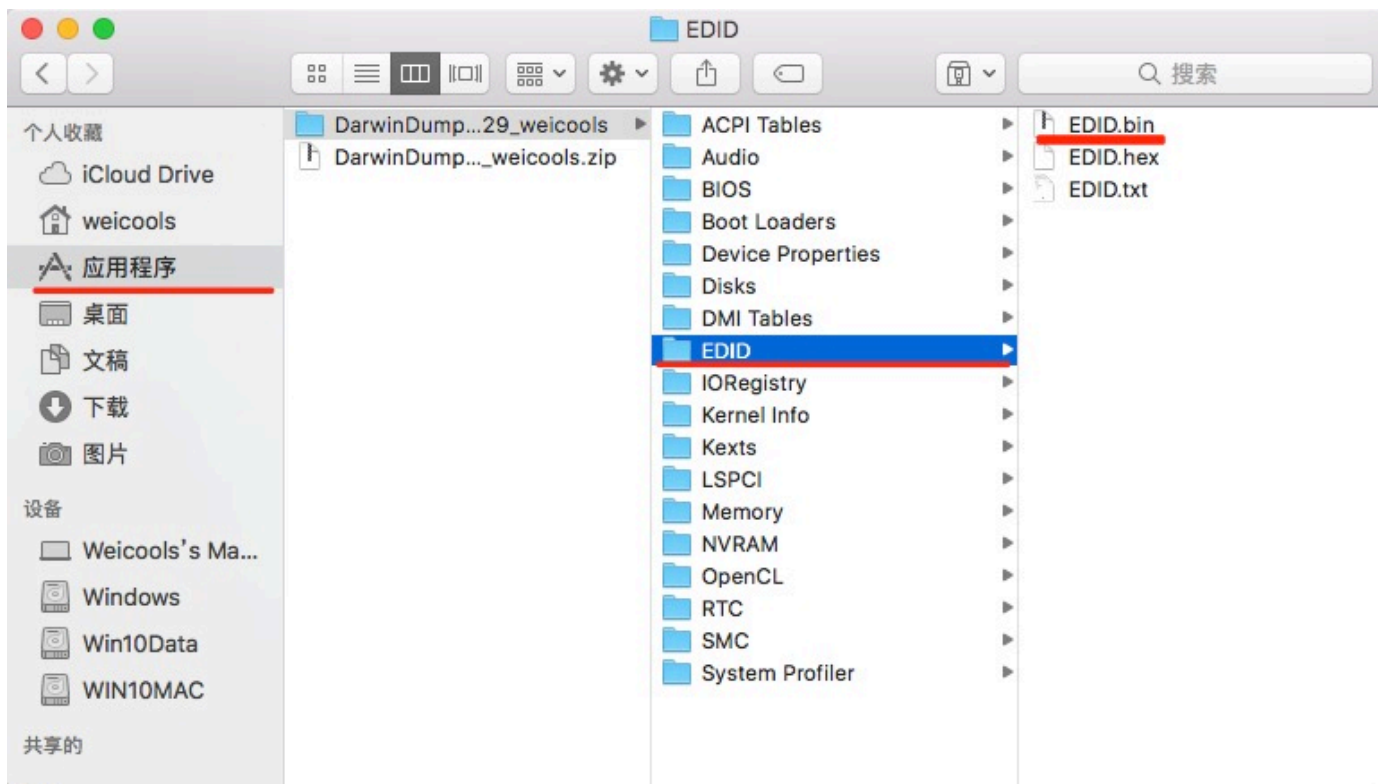 EDID
搜索
个人收藏
iCloud Drive
weicools
应用程序
桌面
文稿
下载
图片
设备
Weicools's Ma...
Windows
Win10Data
WIN10MAC
共享的
DarwinDump...29_weicools
DarwinDump..._weicools.zip
ACPI Tables
Audio
BIOS
Boot Loaders
Device Properties
Disks
DMI Tables
EDID
IORegistry
Kernel Info
Kexts
LSPCI
Memory
NVRAM
OpenCL
RTC
SMC
System Profiler
EDID.bin
EDID.hex
EDID.txt